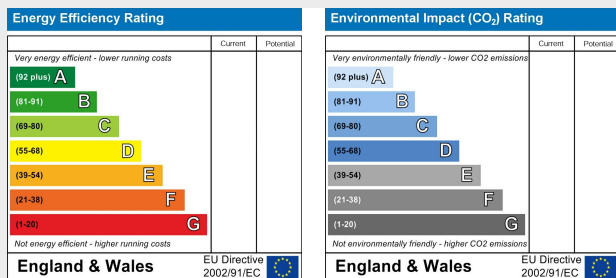 Energy Efficiency Rating
Current Potential
Very energy efficient - lower running costs
(92 plus) A
(81-91) B
(69-80) C
(55-68) D
(39-54) E
(21-38) F
(1-20) G
Not energy efficient - higher running costs
England & Wales
EU Directive
2002/91/EC
Environmental Impact (CO₂) Rating
Current Potential
Very environmentally friendly - lower CO2 emissions
(92 plus) A
(81-91) B
(69-80) C
(55-68) D
(39-54) E
(21-38) F
(1-20) G
Not environmentally friendly - higher CO2 emissions
England & Wales
EU Directive
2002/91/EC